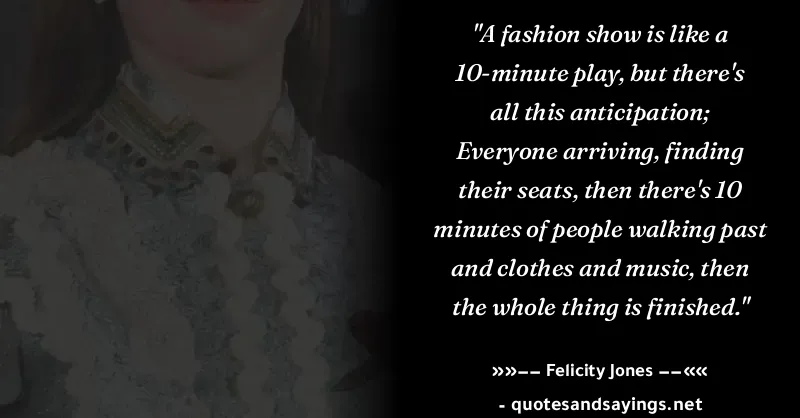 "A fashion show is like a
10-minute play, but there's
all this anticipation;
Everyone arriving, finding
their seats, then there's 10
minutes of people walking past
and clothes and music, then
the whole thing is finished."
»»−− Felicity Jones −−««
- quotesandsayings.net